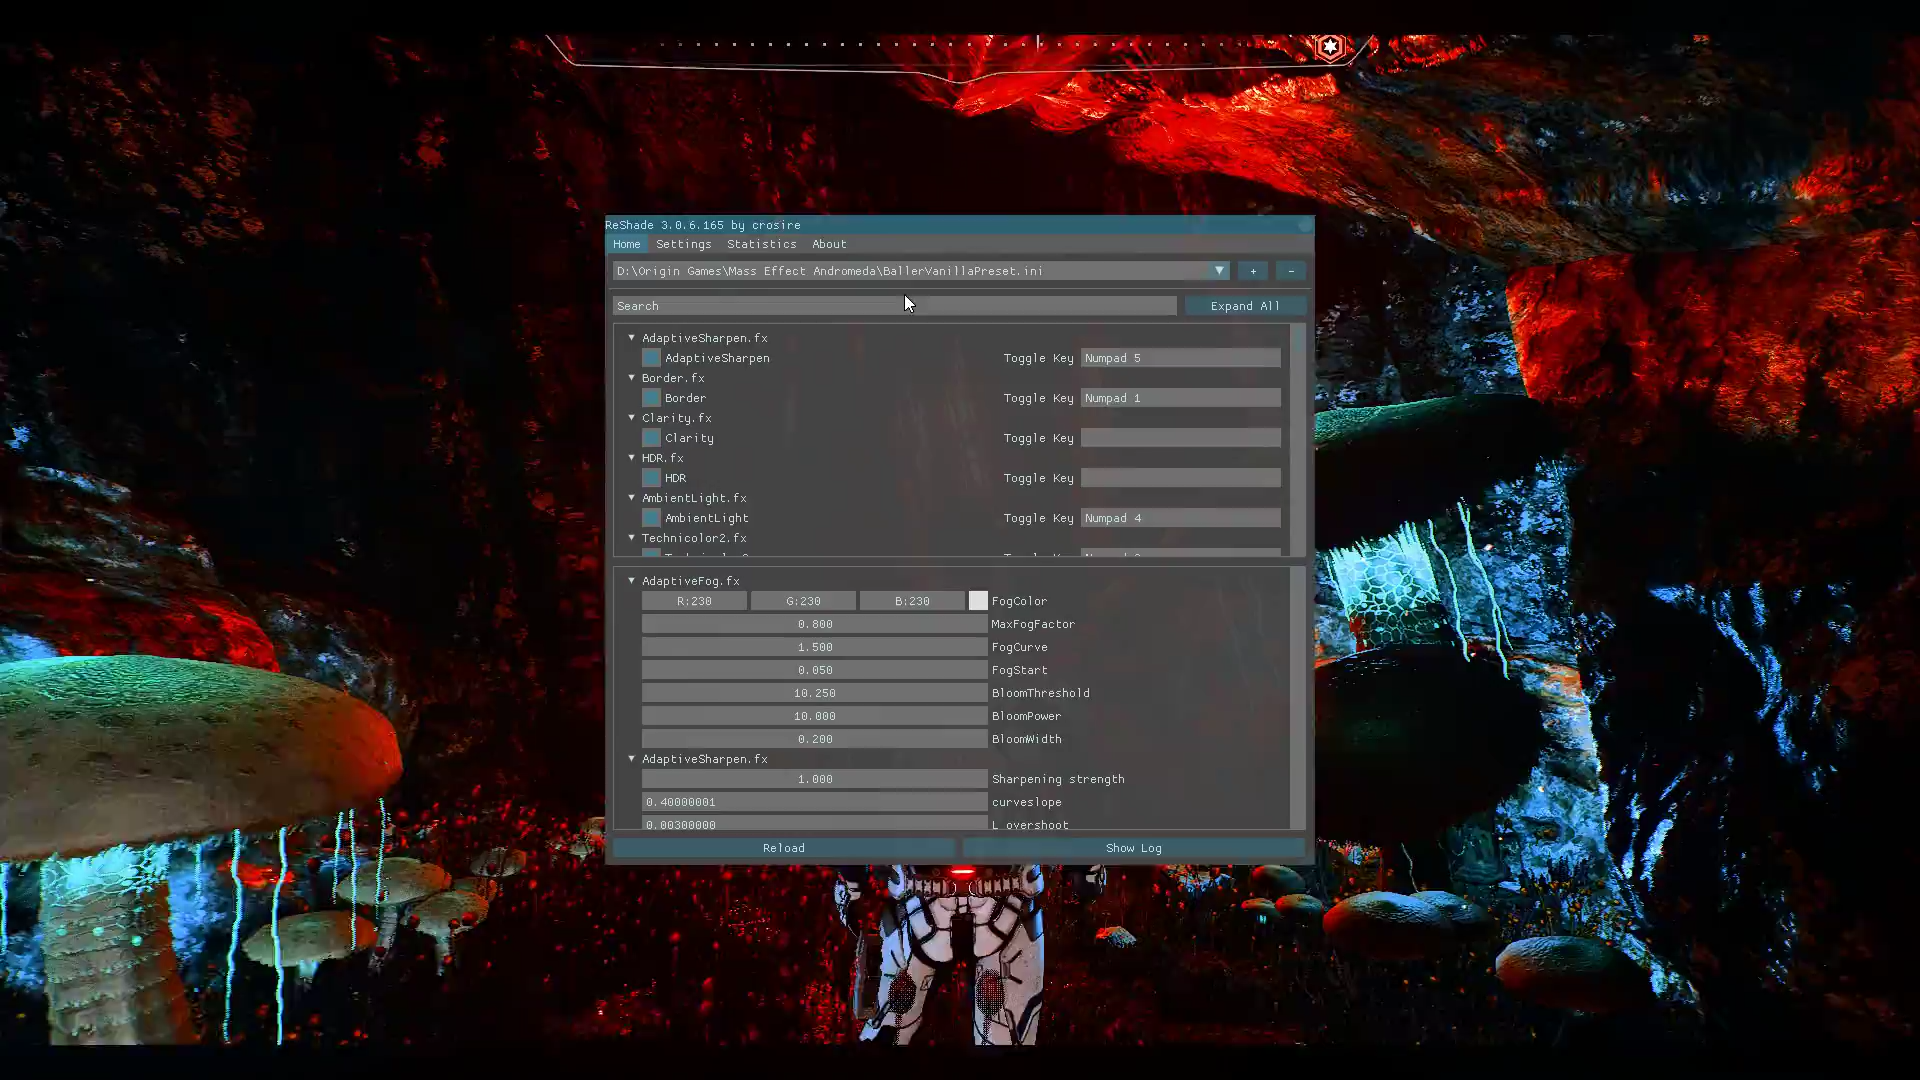 ReShade 3.0.6.165 by crosire
Home Settings Statistics About
D:\Origin Games\Mass Effect Andromeda\BallerVanillaPreset.ini ▼ + -
Search Expand All
AdaptiveSharpen.fx
AdaptiveSharpen Toggle Key Numpad 5
Border.fx
Border Toggle Key Numpad 1
Clarity.fx
Clarity Toggle Key
HDR.fx
HDR Toggle Key
AmbientLight.fx
AmbientLight Toggle Key Numpad 4
Technicolor2.fx
AdaptiveFog.fx
R:230 G:230 B:230 FogColor
0.800 MaxFogFactor
1.500 FogCurve
0.050 FogStart
10.250 BloomThreshold
10.000 BloomPower
0.200 BloomWidth
AdaptiveSharpen.fx
1.000 Sharpening strength
0.40000001 curveslope
0.00300000 L_overshoot
Reload Show Log